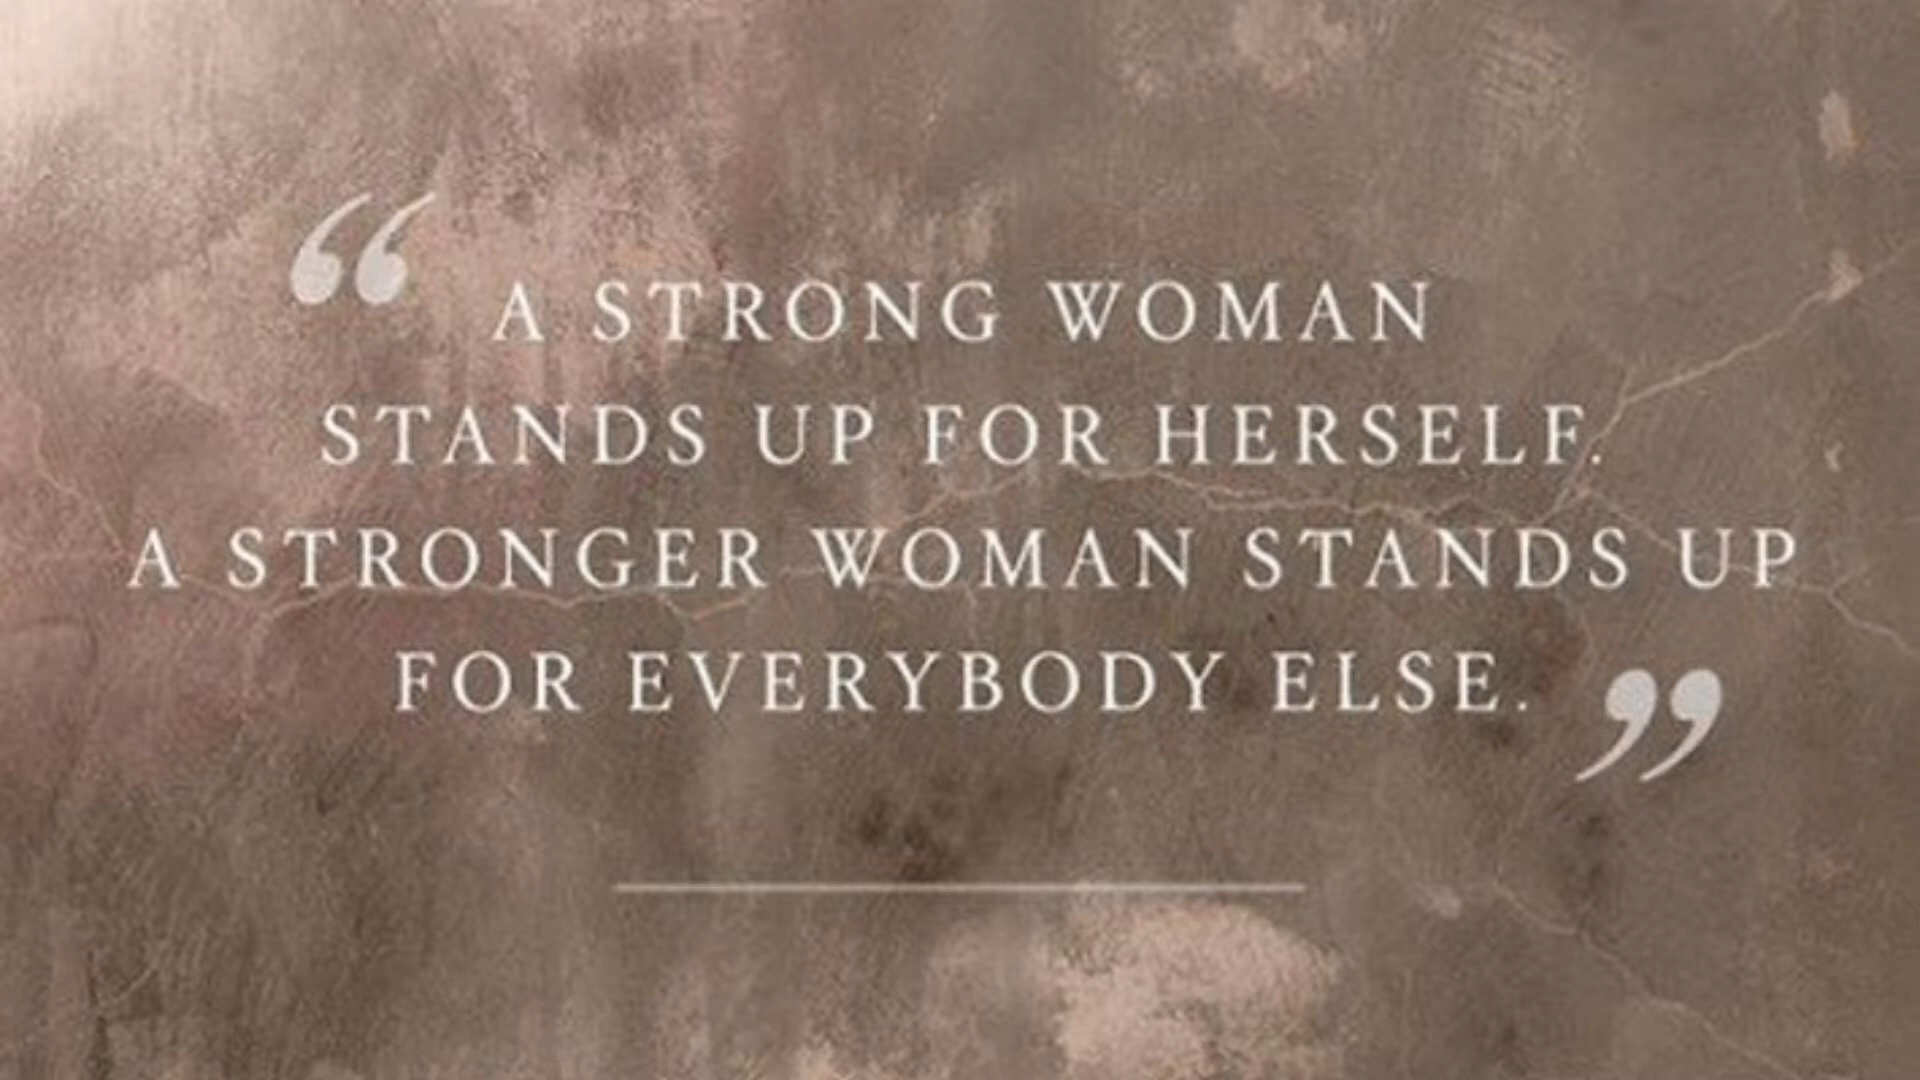 “ A STRONG WOMAN
STANDS UP FOR HERSELF.
A STRONGER WOMAN STANDS UP
FOR EVERYBODY ELSE. ”